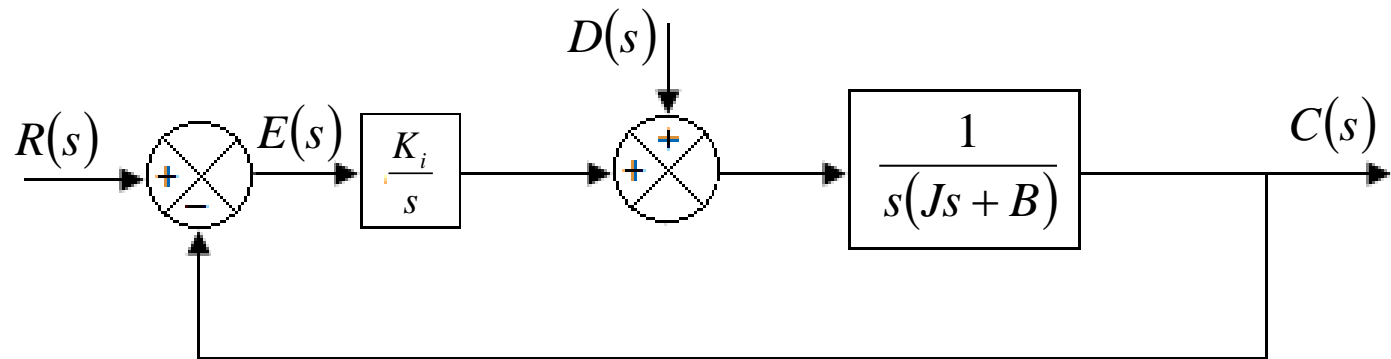 D(s)
R(s)
E(s)
K_i
s
1
s(Js + B)
C(s)
+
−
+
+